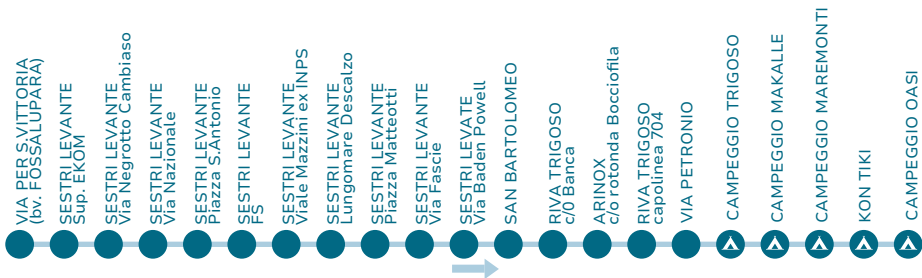 VIA PER S.VITTORIA
(bv. FOSSALUPARA)
SESTRI LEVANTE
Sup. EKOM
SESTRI LEVANTE
Via Negrotto Cambiaso
SESTRI LEVANTE
Via Nazionale
SESTRI LEVANTE
Piazza S.Antonio
SESTRI LEVANTE
FS
SESTRI LEVANTE
Viale Mazzini ex INPS
SESTRI LEVANTE
Lungomare Descalzo
SESTRI LEVANTE
Piazza Matteotti
SESTRI LEVANTE
Via Fascie
SESTRI LEVATE
Via Baden Powell
SAN BARTOLOMEO
RIVA TRIGOSO
c/0 Banca
ARINOX
c/o rotonda Bocciofila
RIVA TRIGOSO
capolinea 704
VIA PETRONIO
CAMPEGGIO TRIGOSO
CAMPEGGIO MAKALLE
CAMPEGGIO MAREMONTI
KON TIKI
CAMPEGGIO OASI